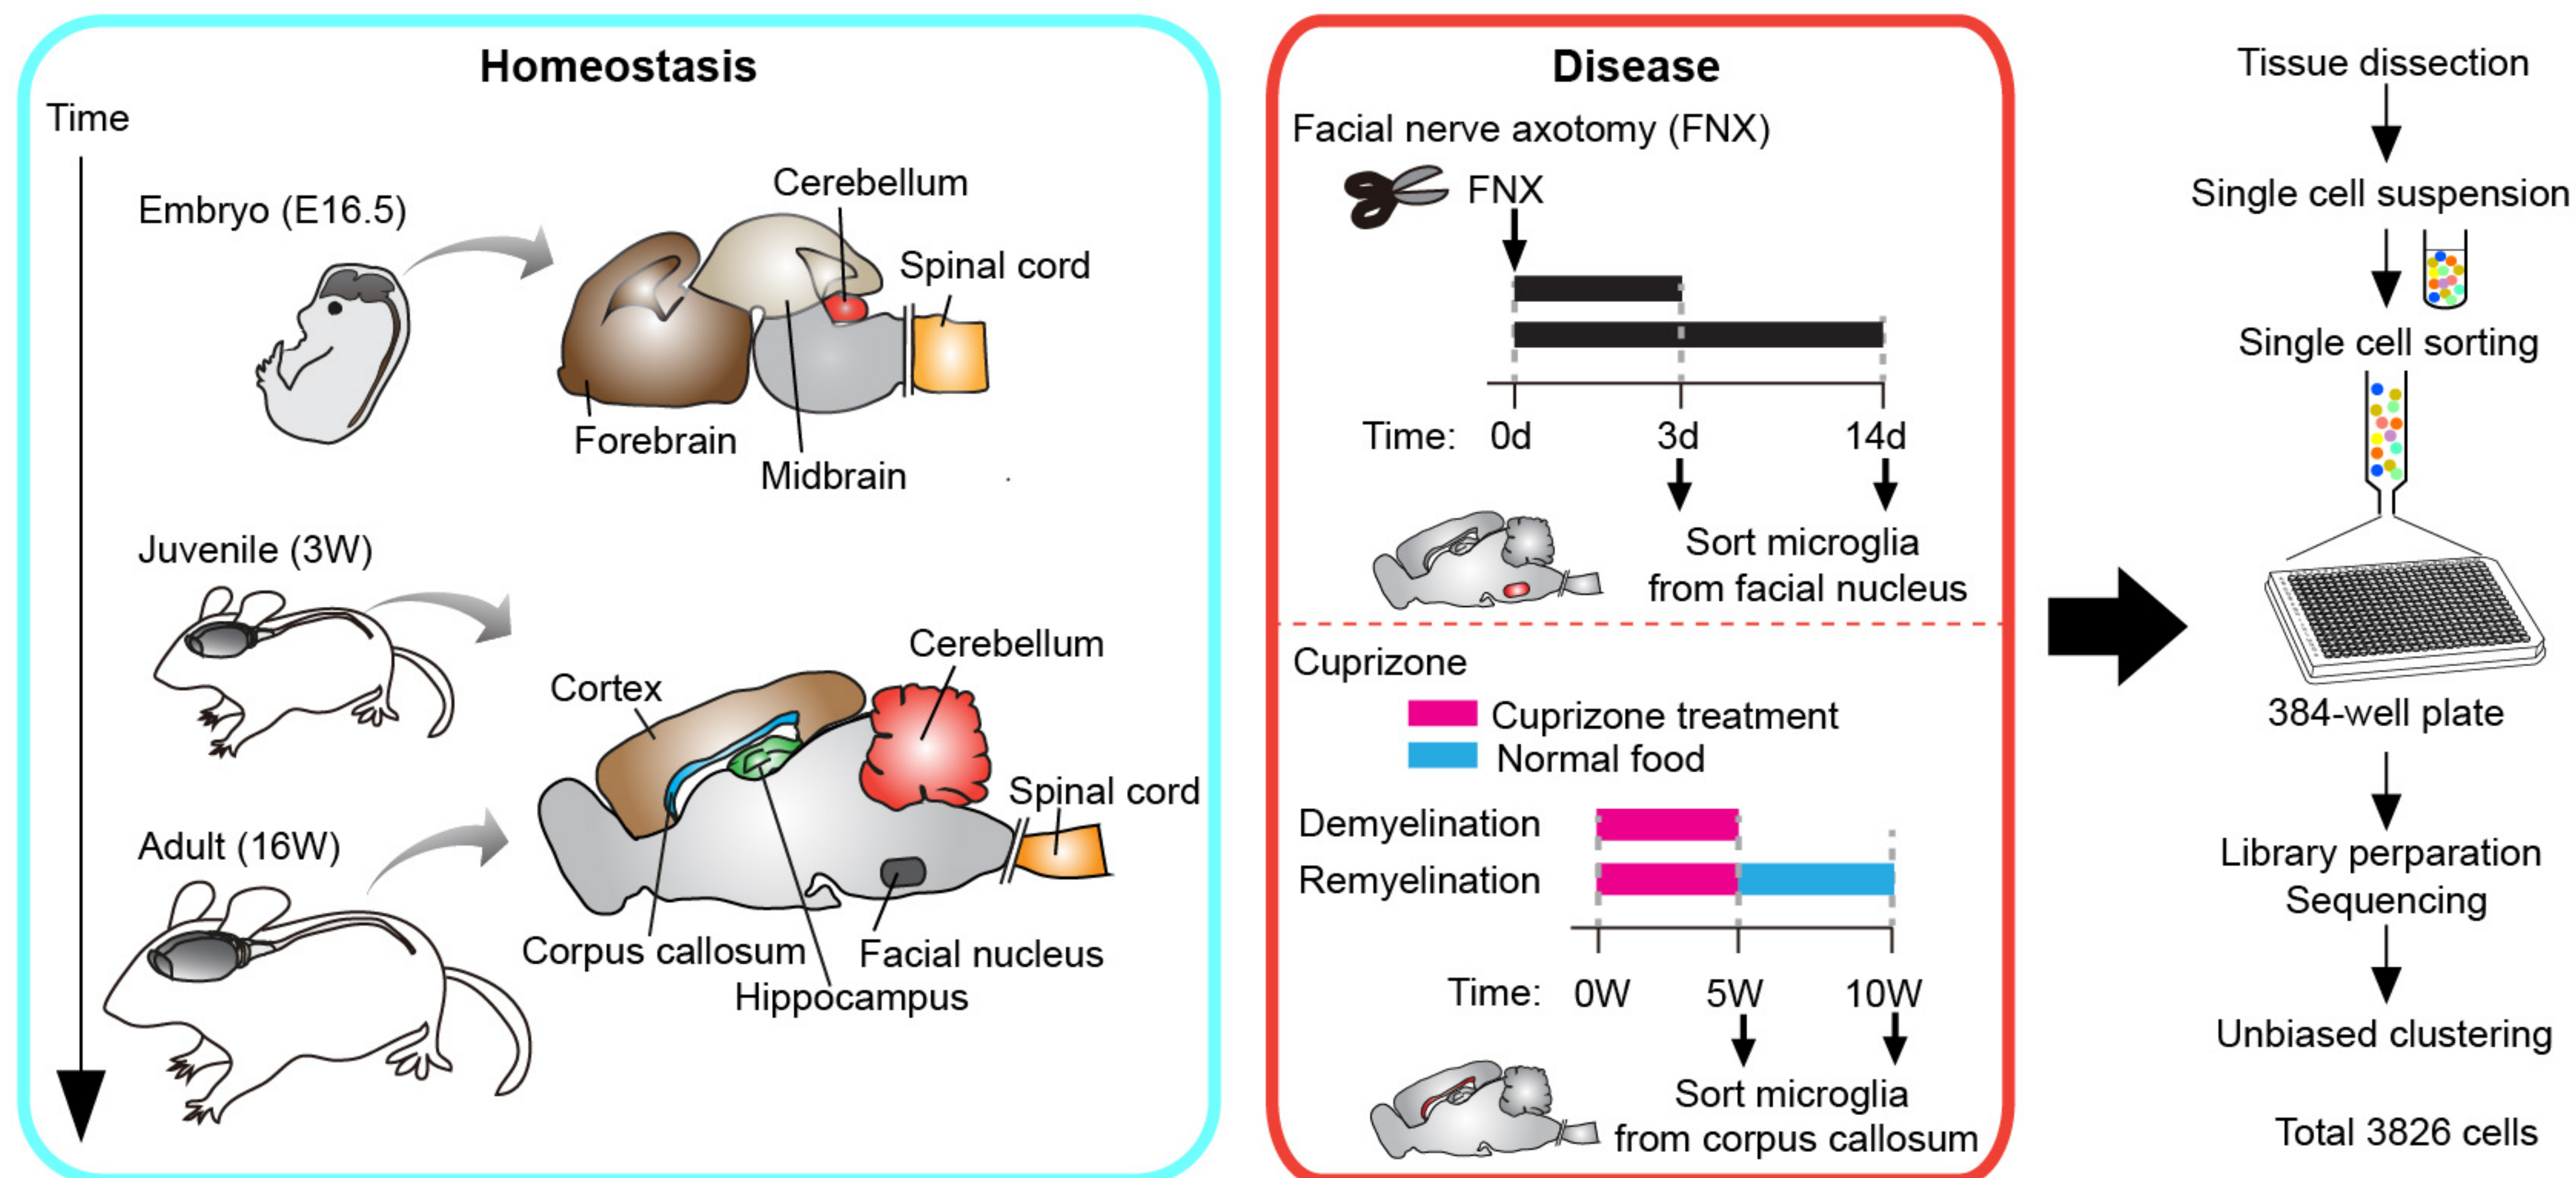 Homeostasis
Time
Embryo (E16.5)
Cerebellum
Spinal cord
Forebrain
Midbrain
Juvenile (3W)
Cortex
Cerebellum
Spinal cord
Adult (16W)
Corpus callosum
Facial nucleus
Hippocampus
Disease
Facial nerve axotomy (FNX)
FNX
Time: 0d 3d 14d
Sort microglia
from facial nucleus
Cuprizone
Cuprizone treatment
Normal food
Demyelination
Remyelination
Time: 0W 5W 10W
Sort microglia
from corpus callosum
Tissue dissection
Single cell suspension
Single cell sorting
384-well plate
Library perparation
Sequencing
Unbiased clustering
Total 3826 cells